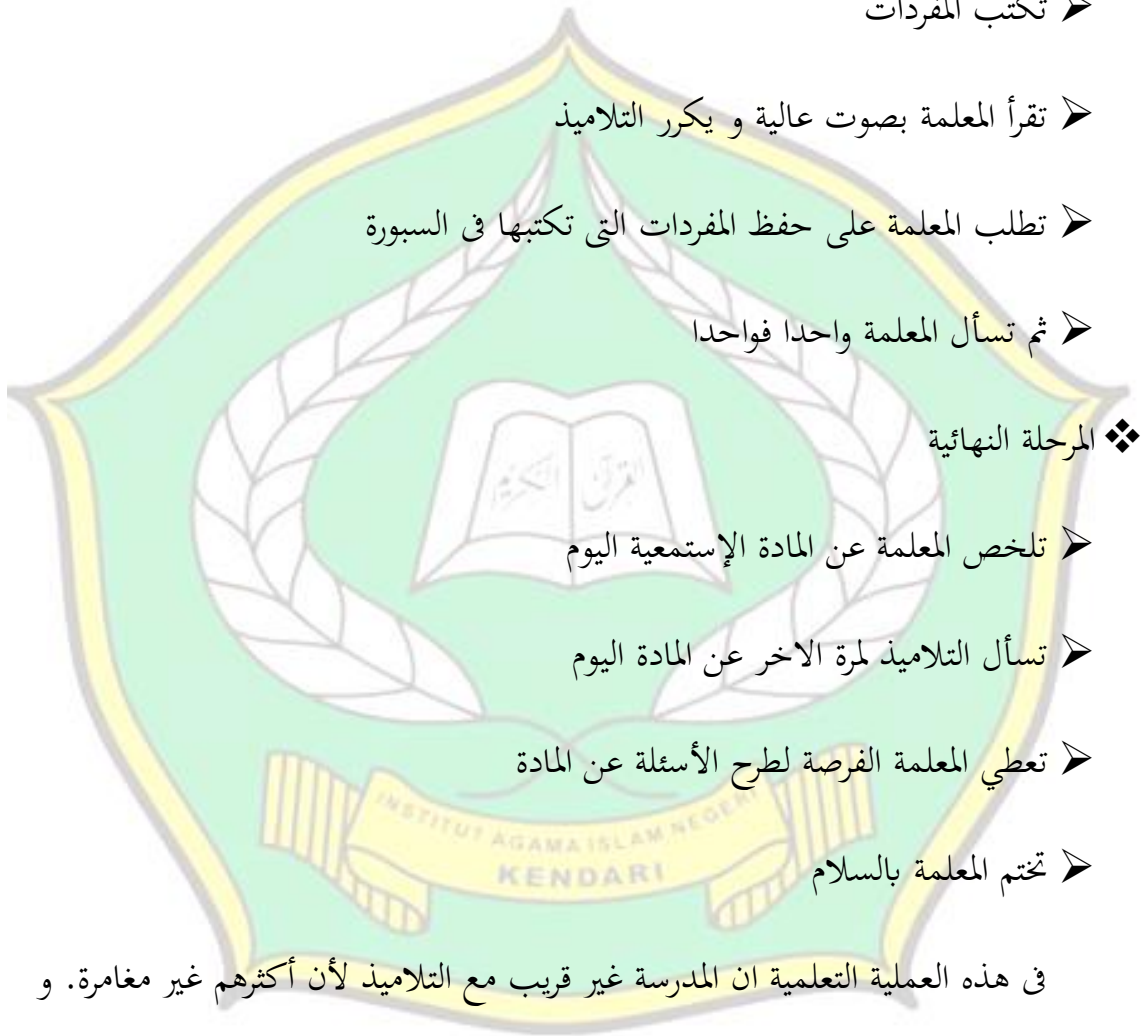 ➢ تكتب المفردات
➢ تقرأ المعلمة بصوت عالية و يكرر التلاميذ
➢ تطلب المعلمة على حفظ المفردات التى تكتبها فى السبورة
➢ ثم تسأل المعلمة واحدا فواحدا
❖ المرحلة النهائية
القرآن الكريم
➢ تلخص المعلمة عن المادة الإستمعية اليوم
➢ تسأل التلاميذ لمرة الاخر عن المادة اليوم
➢ تعطي المعلمة الفرصة لطرح الأسئلة عن المادة
INSTITUT AGAMA ISLAM NEGERI
KENDARI
➢ تختم المعلمة بالسلام
فى هذه العملية التعلمية ان المدرسة غير قريب مع التلاميذ لأن أكثرهم غير مغامرة. و